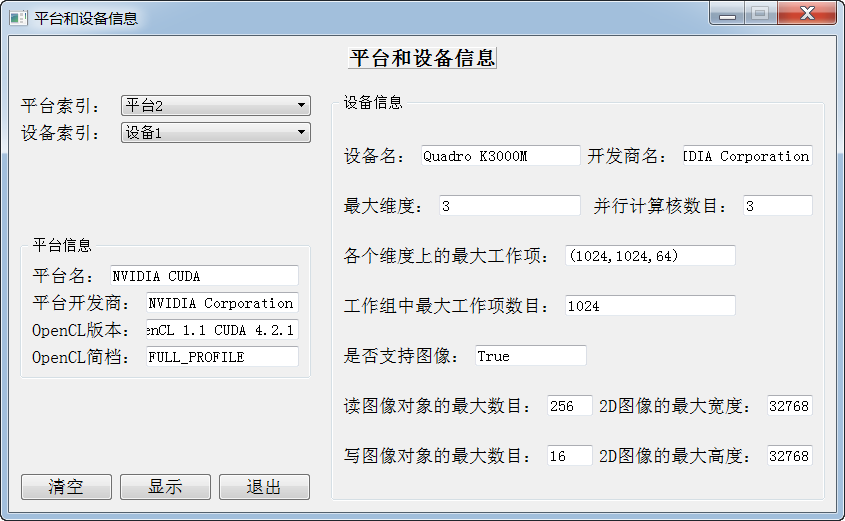 平台和设备信息
平台和设备信息
平台索引： 平台2
设备索引： 设备1
平台信息
平台名： NVIDIA CUDA
平台开发商： NVIDIA Corporation
OpenCL版本： enCL 1.1 CUDA 4.2.1
OpenCL简档： FULL_PROFILE
清空 显示 退出
设备信息
设备名： Quadro K3000M 开发商名： IDIA Corporation
最大维度： 3 并行计算核数目： 3
各个维度上的最大工作项： (1024,1024,64)
工作组中最大工作项数目： 1024
是否支持图像： True
读图像对象的最大数目： 256 2D图像的最大宽度： 32768
写图像对象的最大数目： 16 2D图像的最大高度： 32768